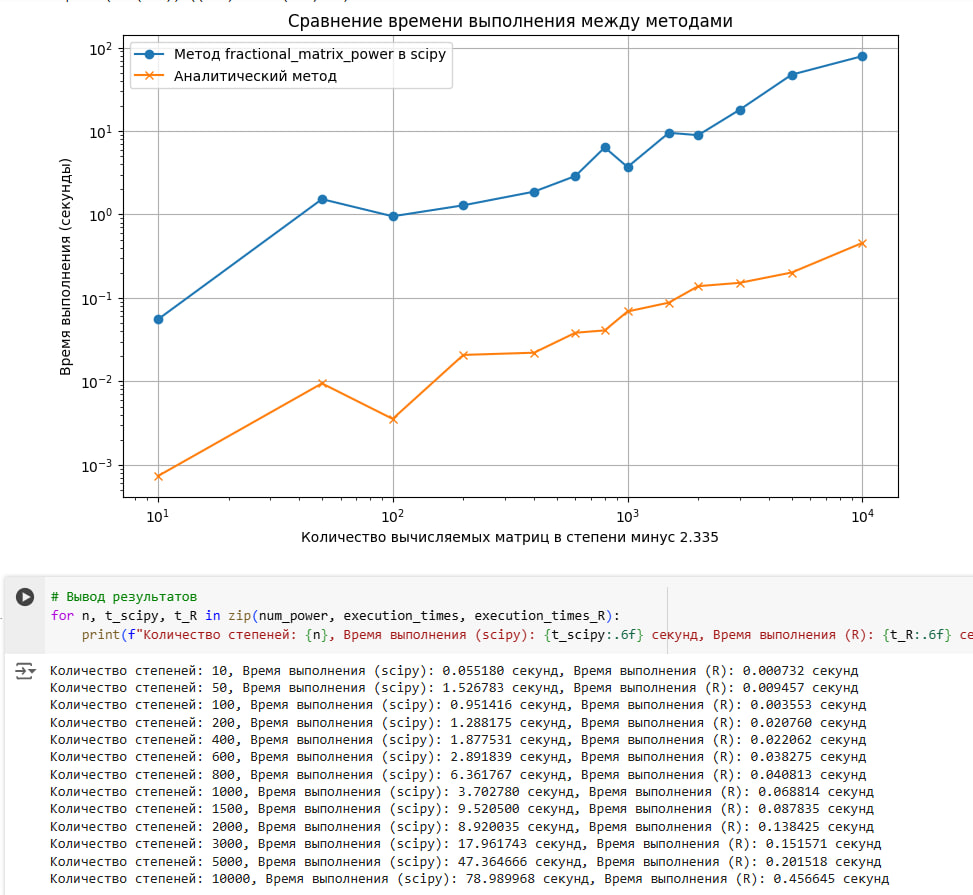 Сравнение времени выполнения между методами
Метод fractional_matrix_power в scipy
Аналитический метод
Время выполнения (секунды)
10²
10¹
10⁰
10⁻¹
10⁻²
10⁻³
10¹ 10² 10³ 10⁴
Количество вычисляемых матриц в степени минус 2.335
# Вывод результатов
for n, t_scipy, t_R in zip(num_power, execution_times, execution_times_R):
print(f"Количество степеней: {n}, Время выполнения (scipy): {t_scipy:.6f} секунд, Время выполнения (R): {t_R:.6f} се
Количество степеней: 10, Время выполнения (scipy): 0.055180 секунд, Время выполнения (R): 0.000732 секунд
Количество степеней: 50, Время выполнения (scipy): 1.526783 секунд, Время выполнения (R): 0.009457 секунд
Количество степеней: 100, Время выполнения (scipy): 0.951416 секунд, Время выполнения (R): 0.003553 секунд
Количество степеней: 200, Время выполнения (scipy): 1.288175 секунд, Время выполнения (R): 0.020760 секунд
Количество степеней: 400, Время выполнения (scipy): 1.877531 секунд, Время выполнения (R): 0.022062 секунд
Количество степеней: 600, Время выполнения (scipy): 2.891839 секунд, Время выполнения (R): 0.038275 секунд
Количество степеней: 800, Время выполнения (scipy): 6.361767 секунд, Время выполнения (R): 0.040813 секунд
Количество степеней: 1000, Время выполнения (scipy): 3.702780 секунд, Время выполнения (R): 0.068814 секунд
Количество степеней: 1500, Время выполнения (scipy): 9.520500 секунд, Время выполнения (R): 0.087835 секунд
Количество степеней: 2000, Время выполнения (scipy): 8.920035 секунд, Время выполнения (R): 0.138425 секунд
Количество степеней: 3000, Время выполнения (scipy): 17.961743 секунд, Время выполнения (R): 0.151571 секунд
Количество степеней: 5000, Время выполнения (scipy): 47.364666 секунд, Время выполнения (R): 0.201518 секунд
Количество степеней: 10000, Время выполнения (scipy): 78.989968 секунд, Время выполнения (R): 0.456645 секунд